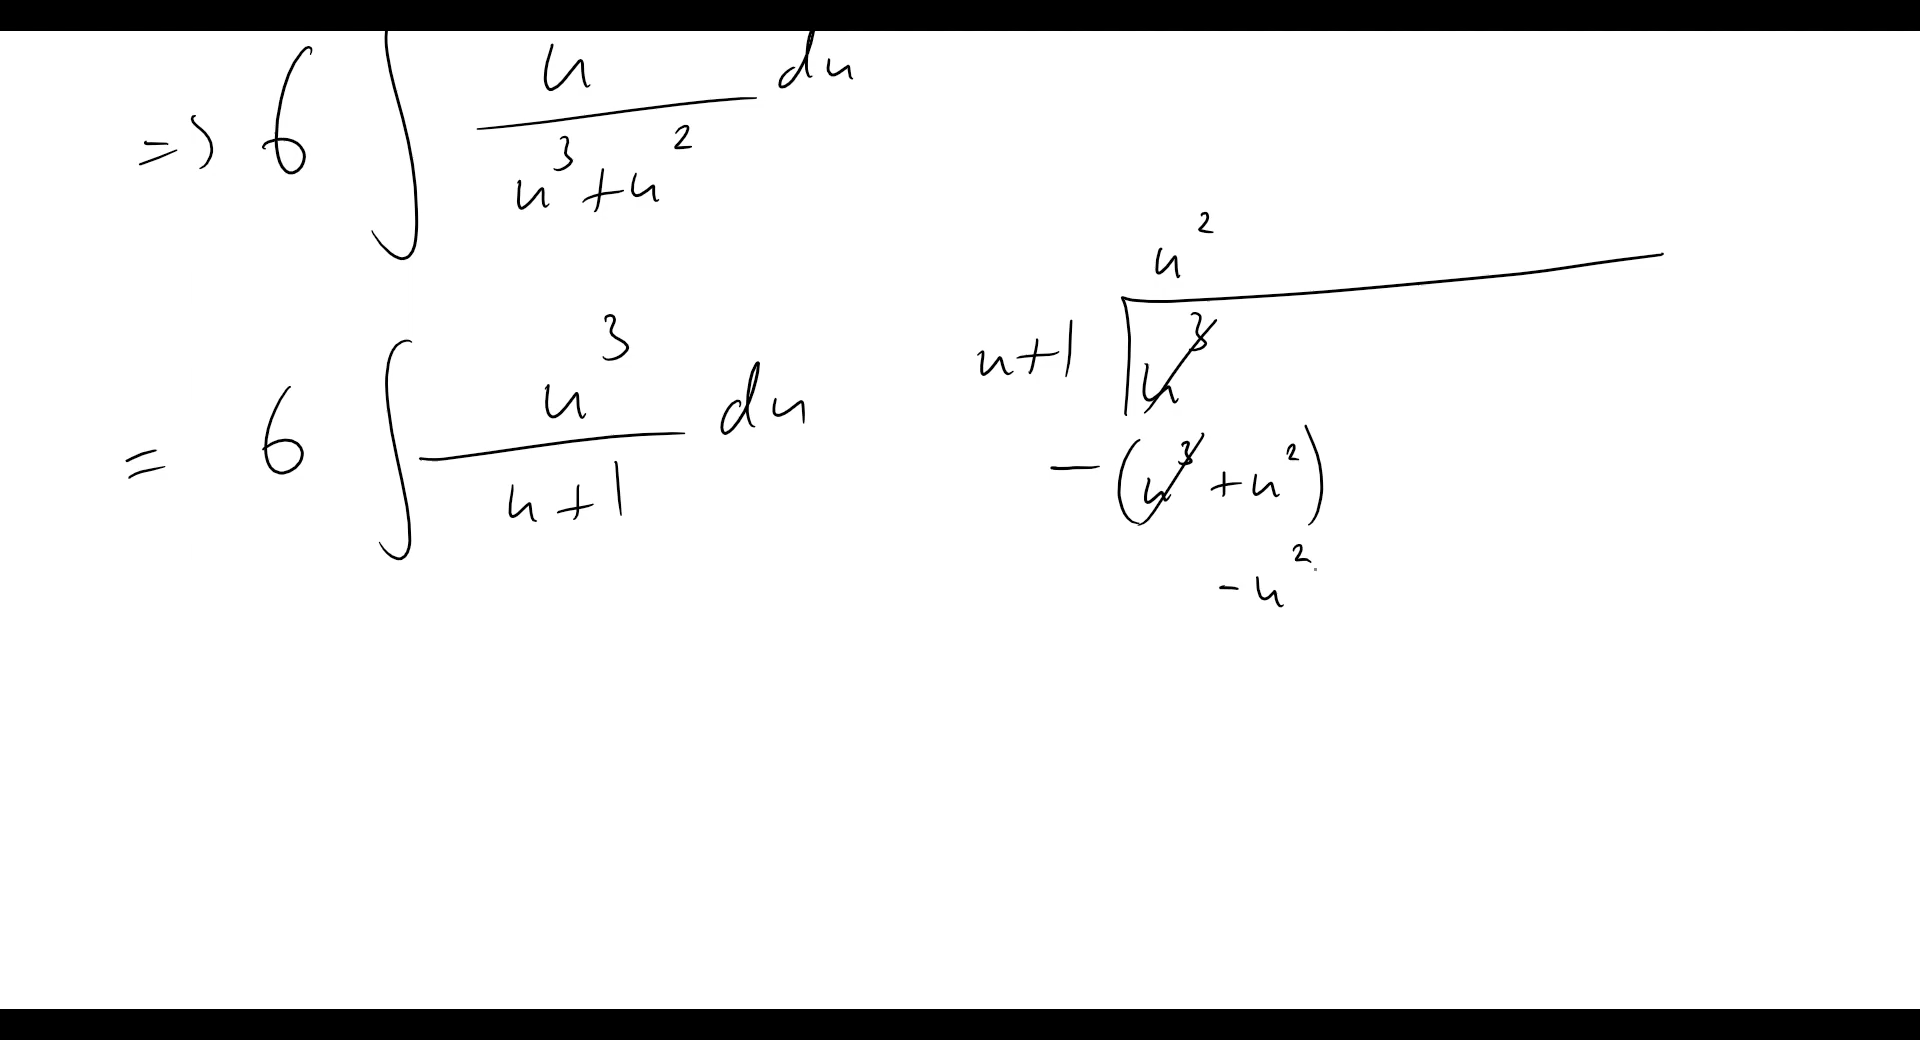 => 6 ∫ u / (u³ + u²) du
= 6 ∫ u³ / (u+1) du
u²
u+1 | u³
− (u³ + u²)
− u²